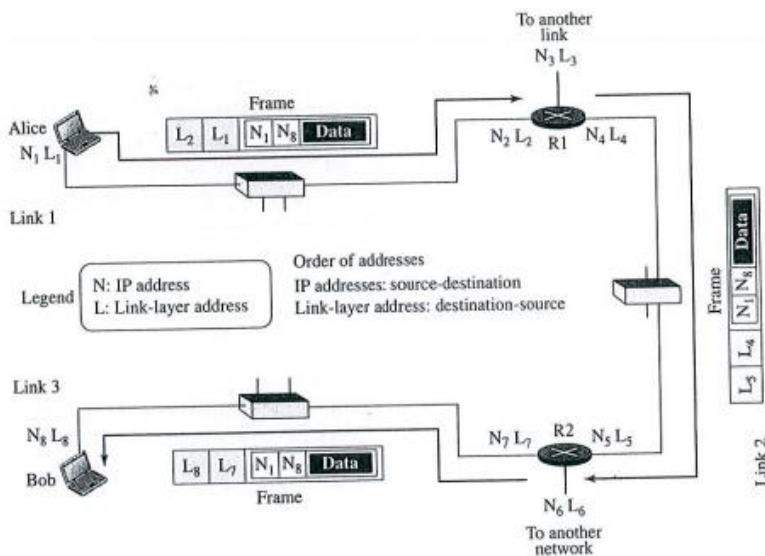 To another
link
N3 L3
Frame
Alice
N1 L1
L2 L1 N1 N8 Data
N2 L2
R1
N4 L4
Link 1
Legend
N: IP address
L: Link-layer address
Order of addresses
IP addresses: source-destination
Link-layer address: destination-source
Frame
L5 L4 N1 N8 Data
Link 2
Link 3
N8 L8
Bob
L8 L7 N1 N8 Data
Frame
N7 L7
R2
N5 L5
N6 L6
To another
network